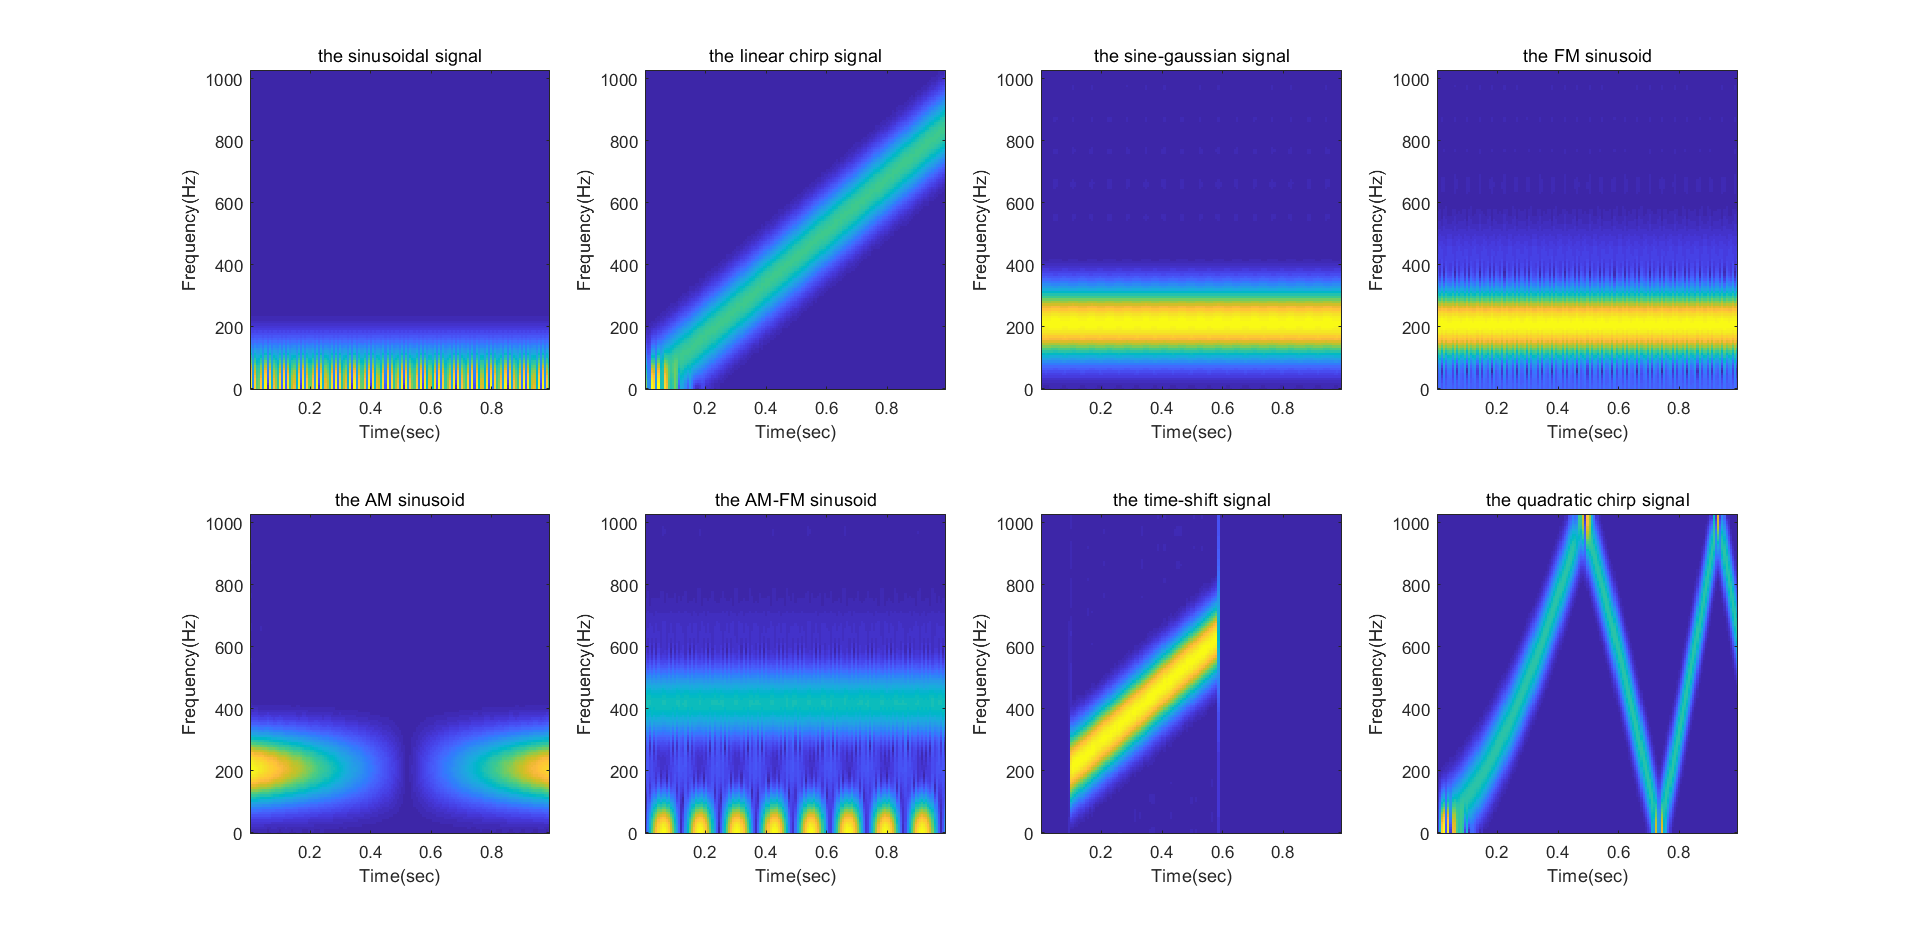 the sinusoidal signal
the linear chirp signal
the sine-gaussian signal
the FM sinusoid
1000
800
600
400
200
0
Frequency(Hz)
0.2 0.4 0.6 0.8
Time(sec)
1000
800
600
400
200
0
Frequency(Hz)
0.2 0.4 0.6 0.8
Time(sec)
1000
800
600
400
200
0
Frequency(Hz)
0.2 0.4 0.6 0.8
Time(sec)
1000
800
600
400
200
0
Frequency(Hz)
0.2 0.4 0.6 0.8
Time(sec)
the AM sinusoid
the AM-FM sinusoid
the time-shift signal
the quadratic chirp signal
1000
800
600
400
200
0
Frequency(Hz)
0.2 0.4 0.6 0.8
Time(sec)
1000
800
600
400
200
0
Frequency(Hz)
0.2 0.4 0.6 0.8
Time(sec)
1000
800
600
400
200
0
Frequency(Hz)
0.2 0.4 0.6 0.8
Time(sec)
1000
800
600
400
200
0
Frequency(Hz)
0.2 0.4 0.6 0.8
Time(sec)